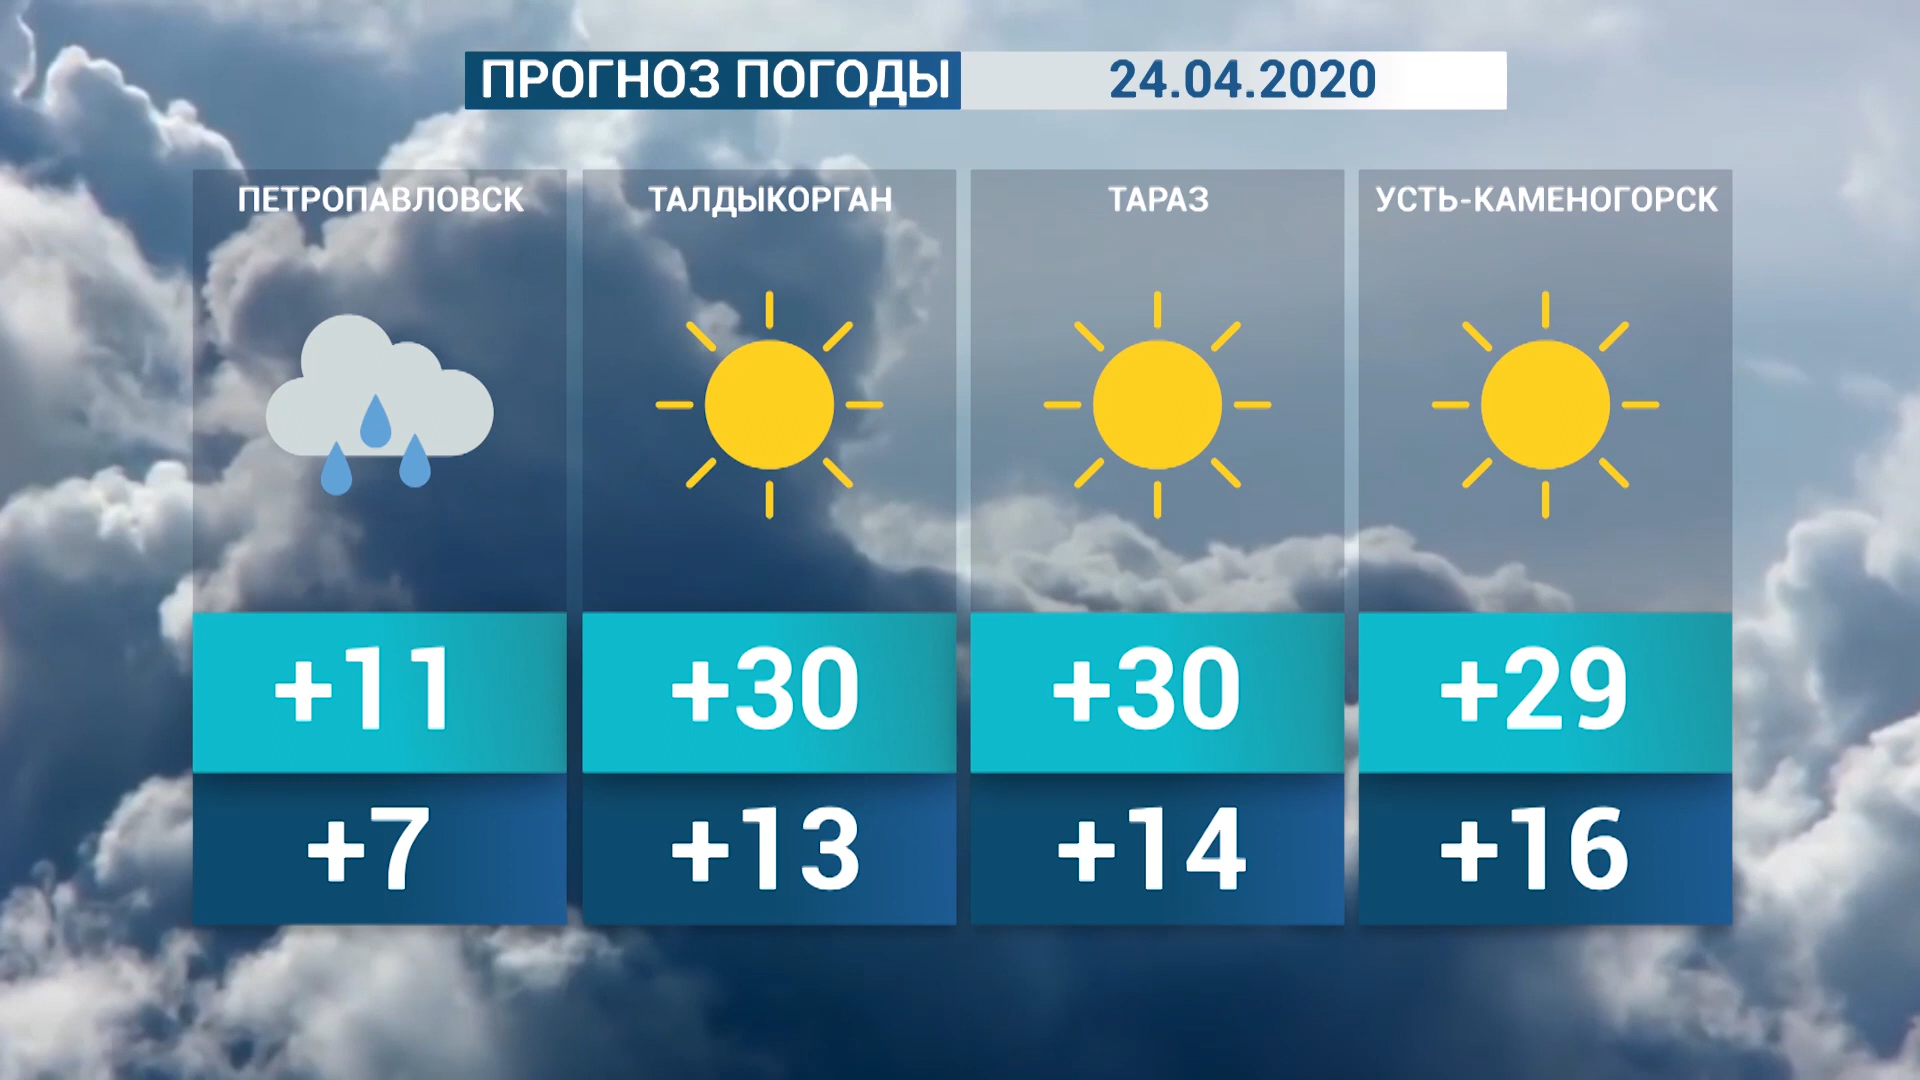 ПРОГНОЗ ПОГОДЫ 24.04.2020
ПЕТРОПАВЛОВСК ТАЛДЫКОРГАН ТАРАЗ УСТЬ-КАМЕНОГОРСК
+11 +30 +30 +29
+7 +13 +14 +16